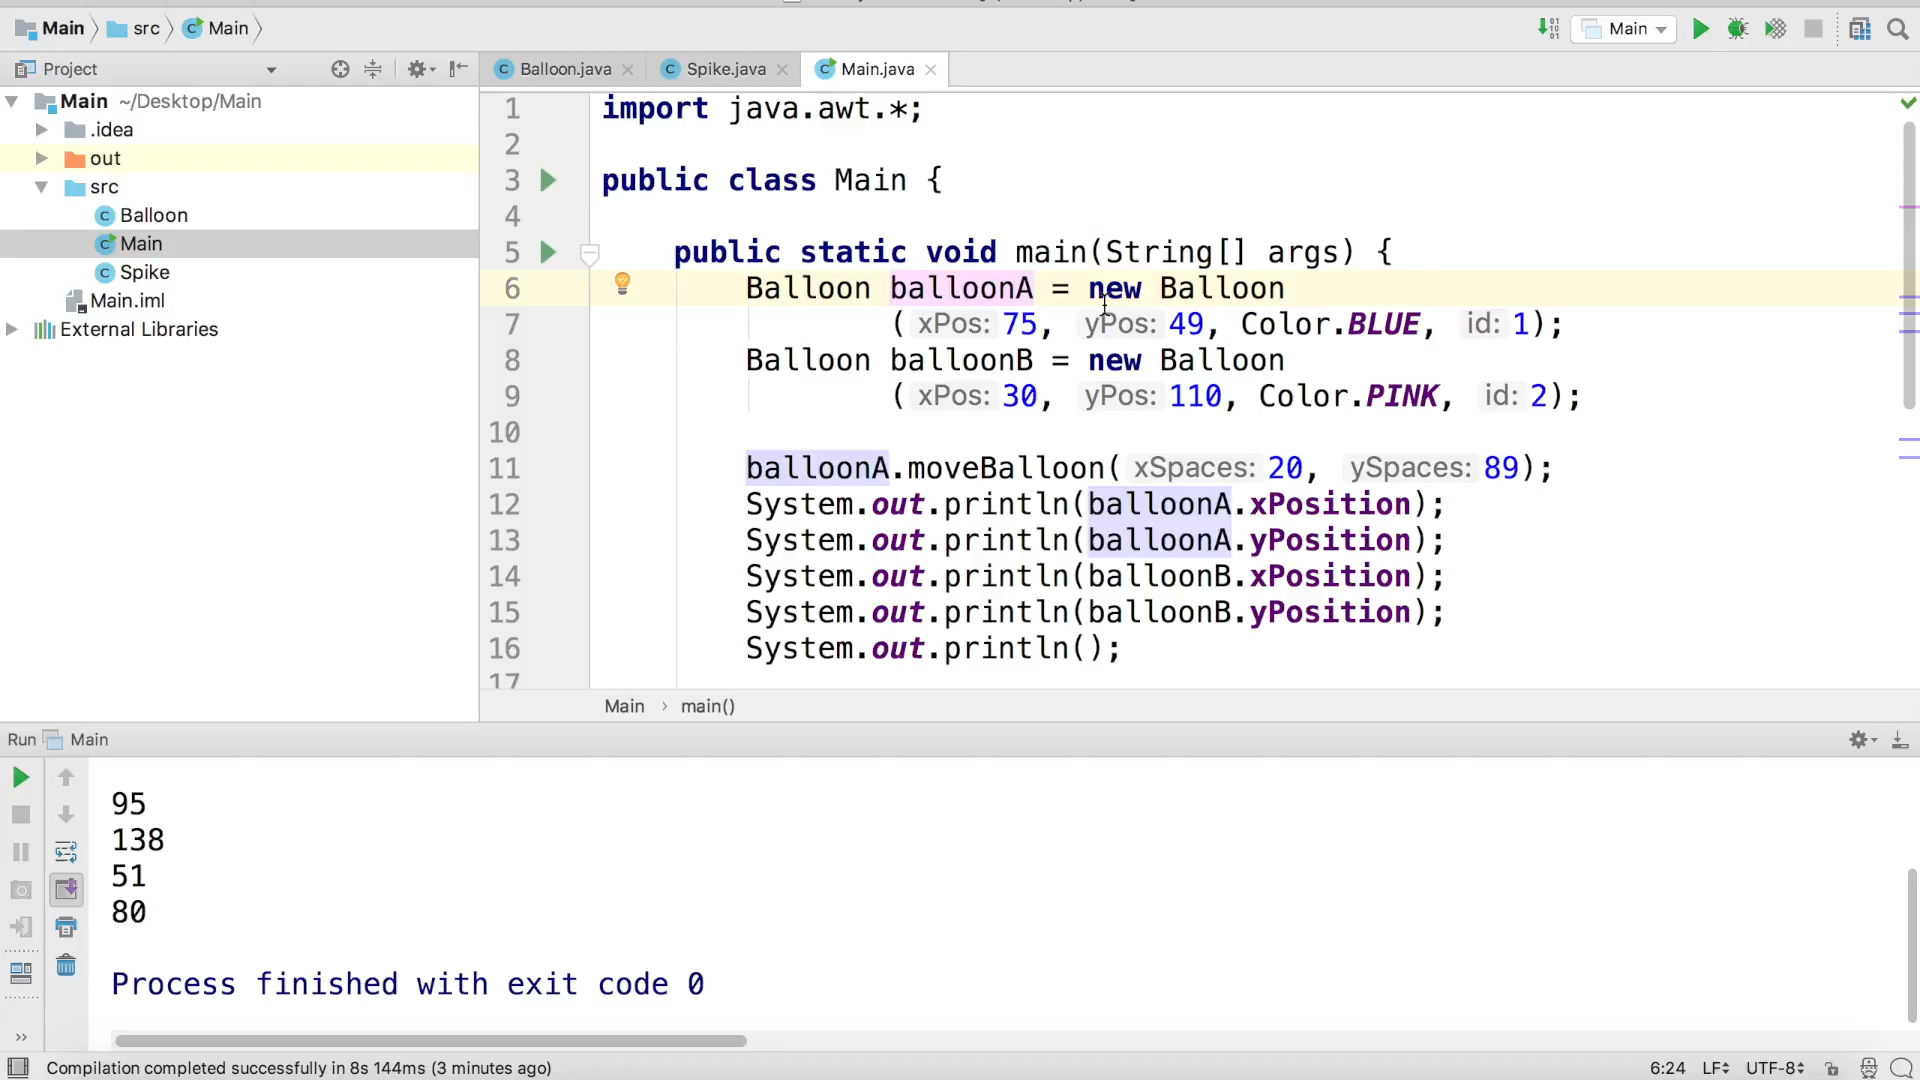 Main src Main
Main
Project
Balloon.java Spike.java Main.java
Main ~/Desktop/Main
.idea
out
src
Balloon
Main
Spike
Main.iml
External Libraries
1 import java.awt.*;
2
3 public class Main {
4
5 public static void main(String[] args) {
6 Balloon balloonA = new Balloon
7 ( xPos: 75, yPos: 49, Color.BLUE, id: 1);
8 Balloon balloonB = new Balloon
9 ( xPos: 30, yPos: 110, Color.PINK, id: 2);
10
11 balloonA.moveBalloon( xSpaces: 20, ySpaces: 89);
12 System.out.println(balloonA.xPosition);
13 System.out.println(balloonA.yPosition);
14 System.out.println(balloonB.xPosition);
15 System.out.println(balloonB.yPosition);
16 System.out.println();
17
Main › main()
Run Main
95
138
51
80
Process finished with exit code 0
Compilation completed successfully in 8s 144ms (3 minutes ago) 6:24 LF UTF-8